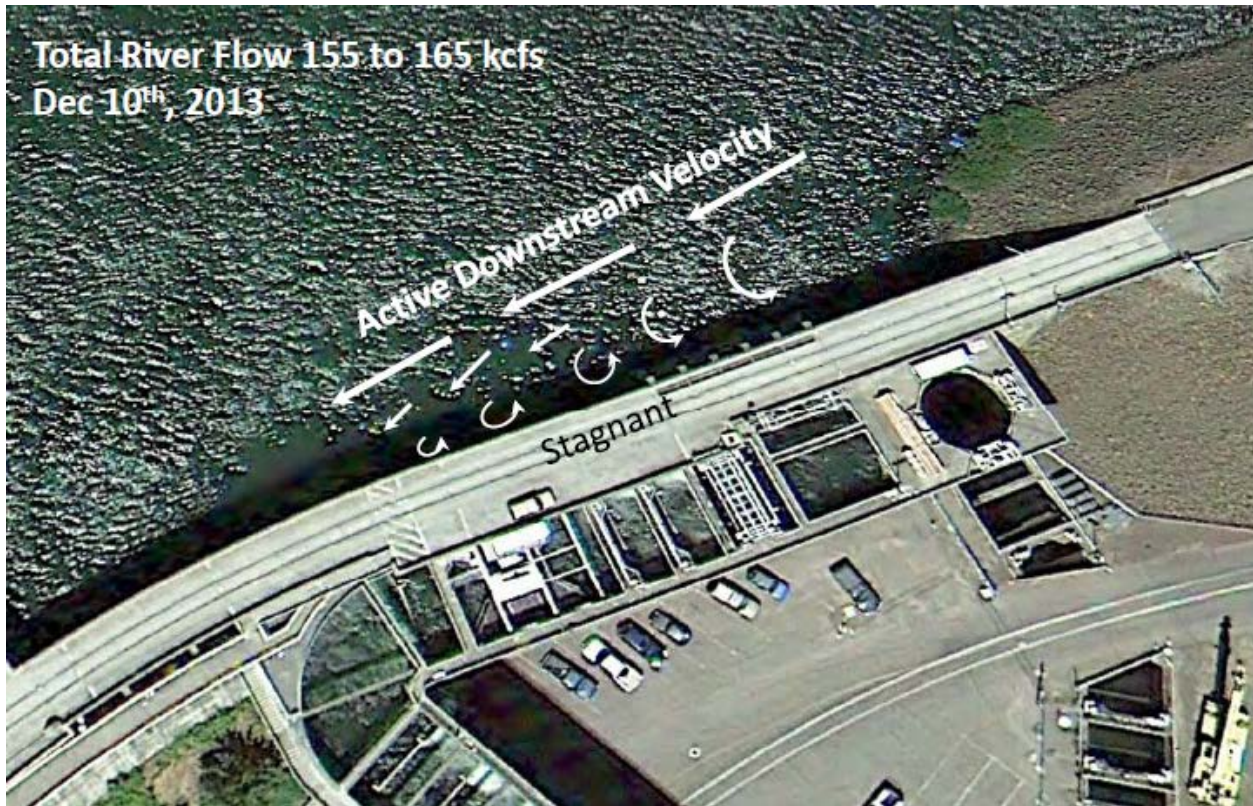 Total River Flow 155 to 165 kcfs
Dec 10th, 2013
Active Downstream Velocity
Stagnant